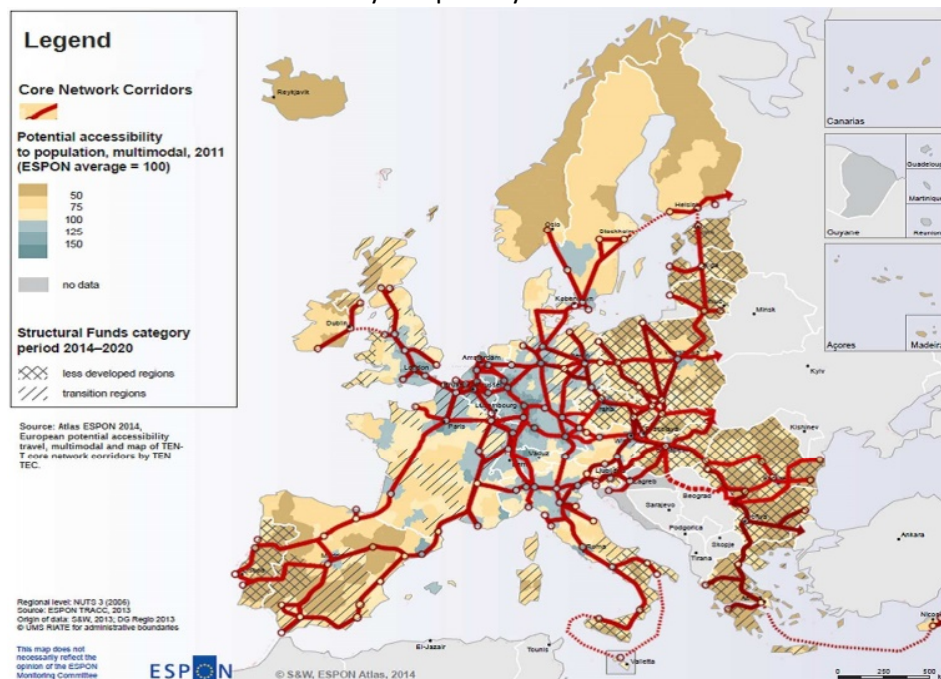 Legend
Core Network Corridors
Potential accessibility
to population, multimodal, 2011
(ESPON average = 100)
50
75
100
125
150
no data
Structural Funds category
period 2014–2020
less developed regions
transition regions
Source: Atlas ESPON 2014,
European potential accessibility
travel, multimodal and map of TEN-
T core network corridors by TEN
TEC.
Regional level: NUTS 3 (2006)
Source: ESPON TRACC, 2013
Origin of data: S&W, 2013; DG Regio 2013
© UMS RIATE for administrative boundaries
This map does not
necessarily reflect the
opinion of the ESPON
Monitoring Committee
ESPON
© S&W, ESPON Atlas, 2014
Reykjavik
Canarias
Guyane
Martinique
Açores
Madeira
Oslo
Stockholm
Dublin
Minsk
Amsterdam
London
Kyiv
Luxembourg
Paris
Vaduz
Kishinev
Zagreb
Beograd
Sarajevo
Podgorica
Skopje
Tirana
Roma
Ankara
El-Jazair
Tounis
Valletta
0
250